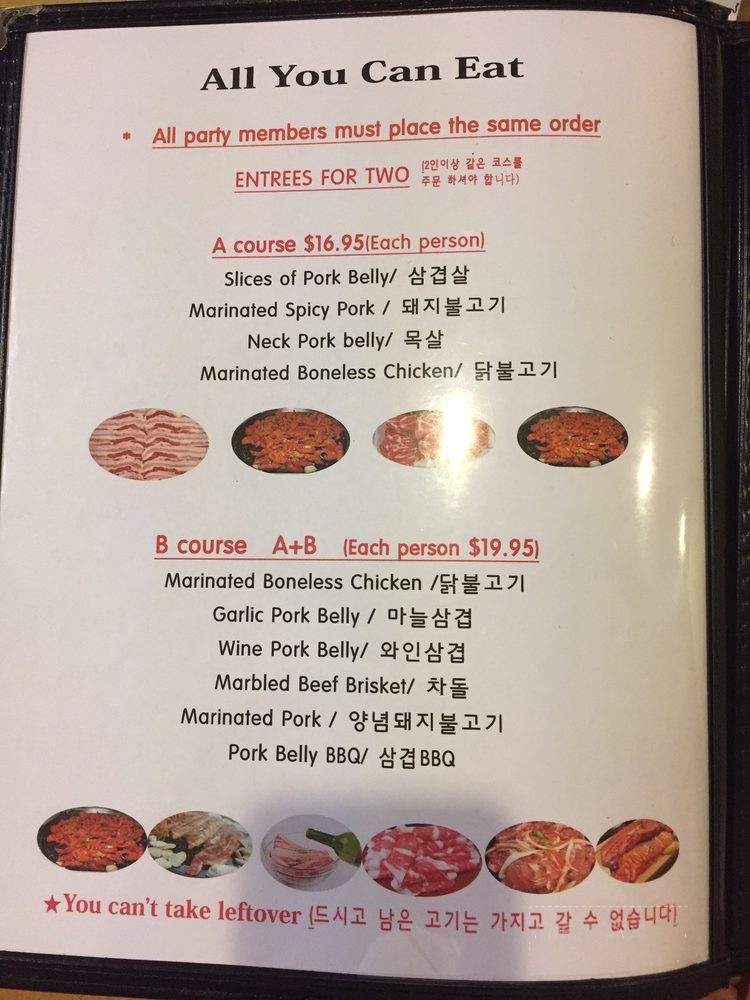 All You Can Eat
* All party members must place the same order
ENTREES FOR TWO (2인이상 같은 코스를
주문 하셔야 합니다)
A course $16.95(Each person)
Slices of Pork Belly/ 삼겹살
Marinated Spicy Pork / 돼지불고기
Neck Pork belly/ 목살
Marinated Boneless Chicken/ 닭불고기
B course A+B (Each person $19.95)
Marinated Boneless Chicken /닭불고기
Garlic Pork Belly / 마늘삼겹
Wine Pork Belly/ 와인삼겹
Marbled Beef Brisket/ 차돌
Marinated Pork / 양념돼지불고기
Pork Belly BBQ/ 삼겹BBQ
★You can't take leftover (드시고 남은 고기는 가지고 갈 수 없습니다)